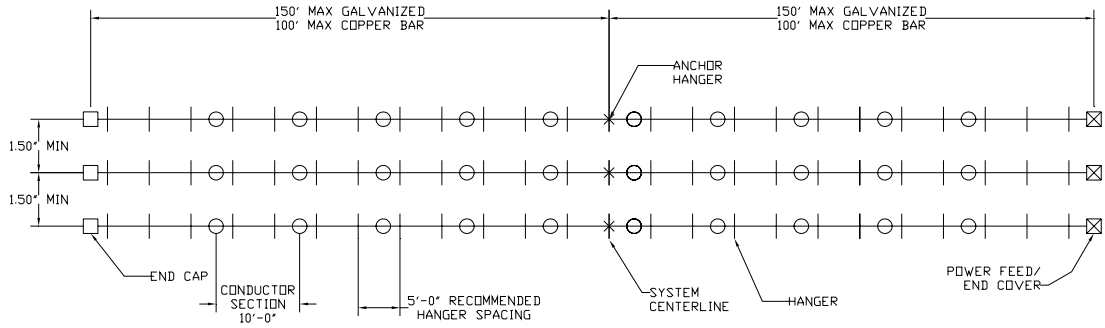 150' MAX GALVANIZED
100' MAX COPPER BAR
150' MAX GALVANIZED
100' MAX COPPER BAR
ANCHOR
HANGER
1.50" MIN
1.50" MIN
END CAP
CONDUCTOR
SECTION
10'-0"
5'-0" RECOMMENDED
HANGER SPACING
SYSTEM
CENTERLINE
HANGER
POWER FEED/
END COVER